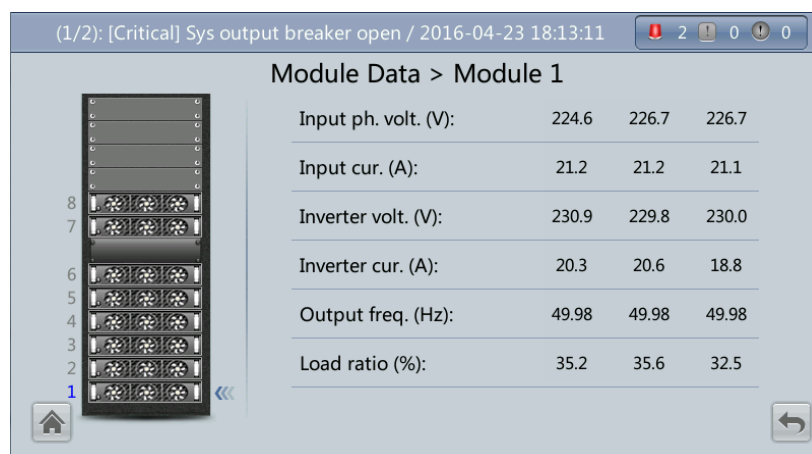 (1/2): [Critical] Sys output breaker open / 2016-04-23 18:13:11 2 0 0
Module Data > Module 1
Input ph. volt. (V): 224.6 226.7 226.7
Input cur. (A): 21.2 21.2 21.1
8
7
Inverter volt. (V): 230.9 229.8 230.0
6
Inverter cur. (A): 20.3 20.6 18.8
5
4
Output freq. (Hz): 49.98 49.98 49.98
3
2
Load ratio (%): 35.2 35.6 32.5
1